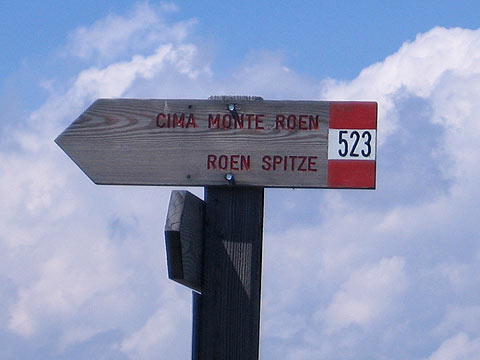 CIMA MONTE ROEN
ROEN SPITZE
523